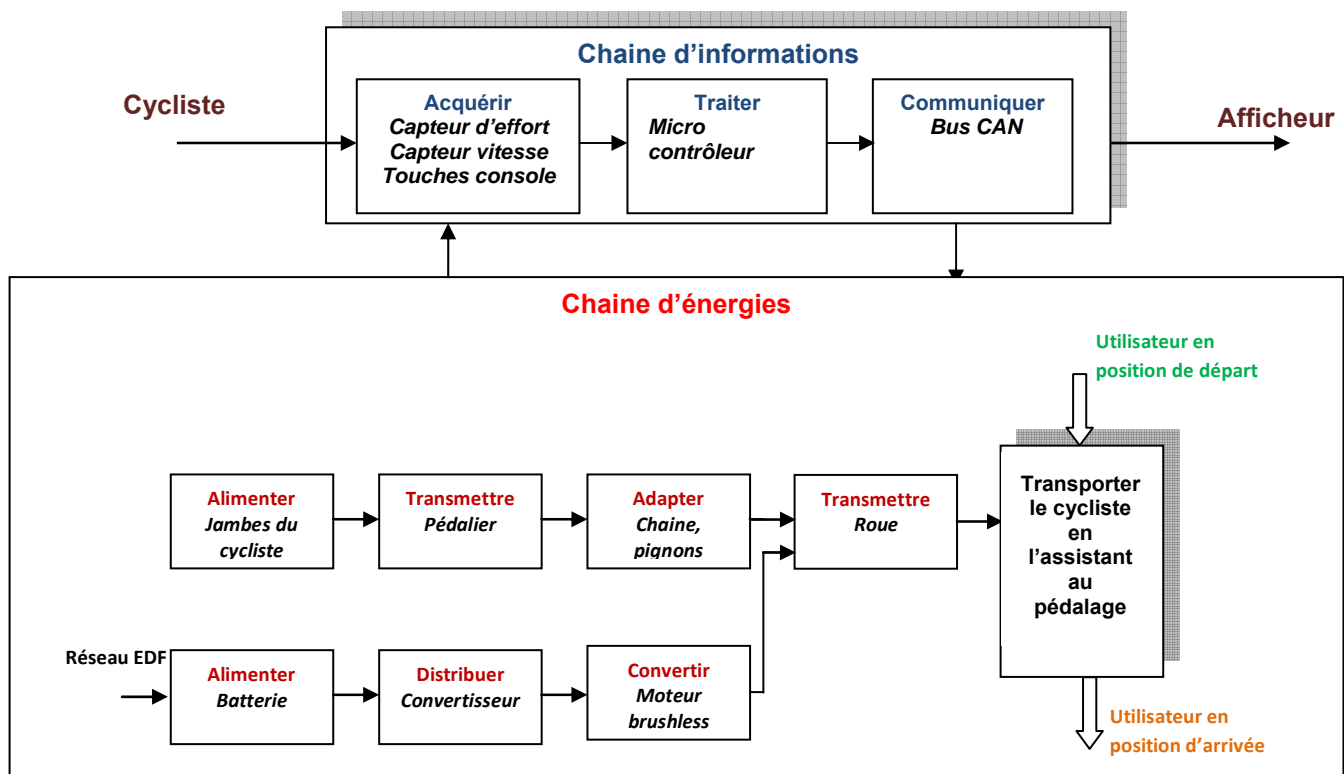 Chaine d'informations
Cycliste
Acquérir
Capteur d'effort
Capteur vitesse
Touches console
Traiter
Micro
contrôleur
Communiquer
Bus CAN
Afficheur
Chaine d'énergies
Utilisateur en
position de départ
Alimenter
Jambes du
cycliste
Transmettre
Pédalier
Adapter
Chaine,
pignons
Transmettre
Roue
Transporter
le cycliste
en
l'assistant
au
pédalage
Réseau EDF
Alimenter
Batterie
Distribuer
Convertisseur
Convertir
Moteur
brushless
Utilisateur en
position d'arrivée